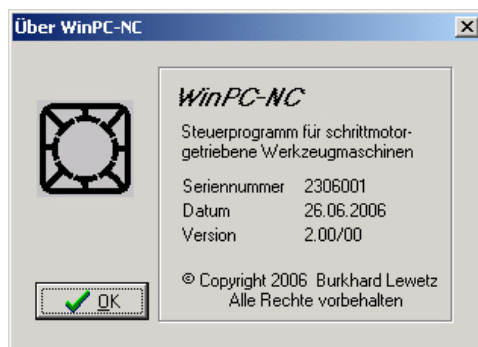 Über WinPC-NC
WinPC-NC
Steuerprogramm für schrittmotor-
getriebene Werkzeugmaschinen
Seriennummer 2306001
Datum 26.06.2006
Version 2.00/00
© Copyright 2006 Burkhard Lewetz
Alle Rechte vorbehalten
OK